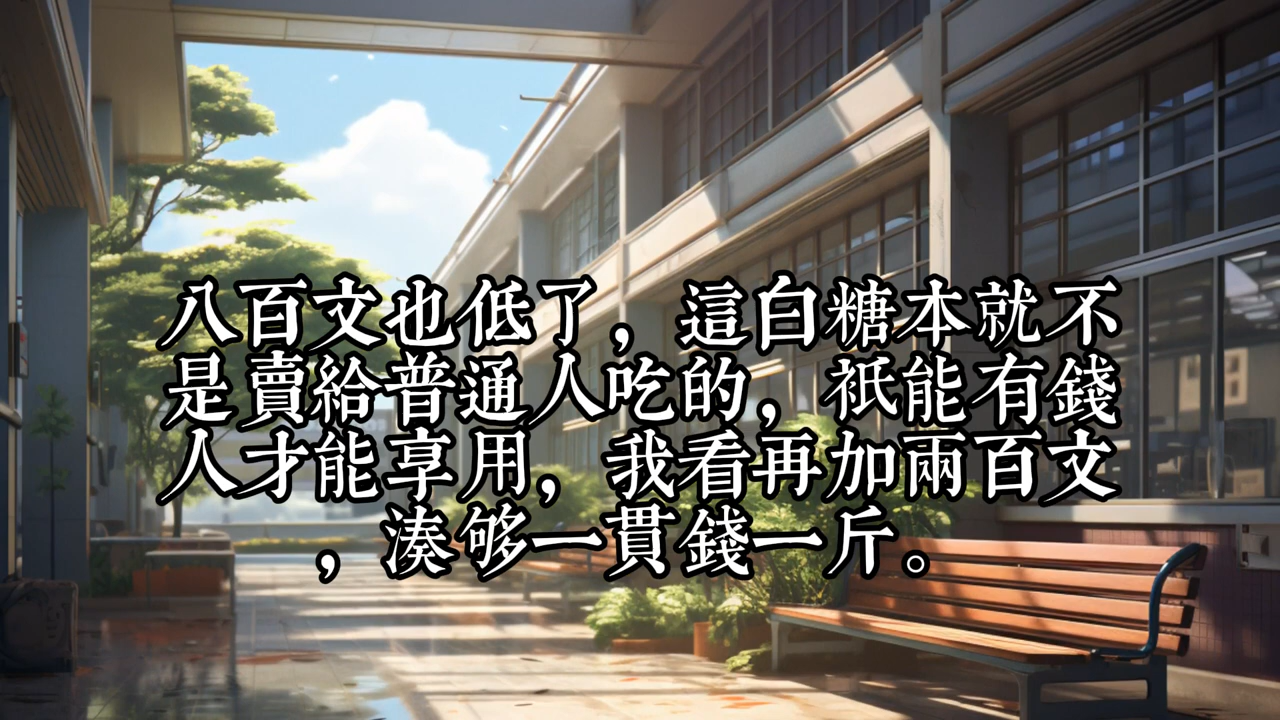 八百文也低了，這白糖本就不
是賣給普通人吃的，祇能有錢
人才能享用，我看再加兩百文
，湊够一貫錢一斤。